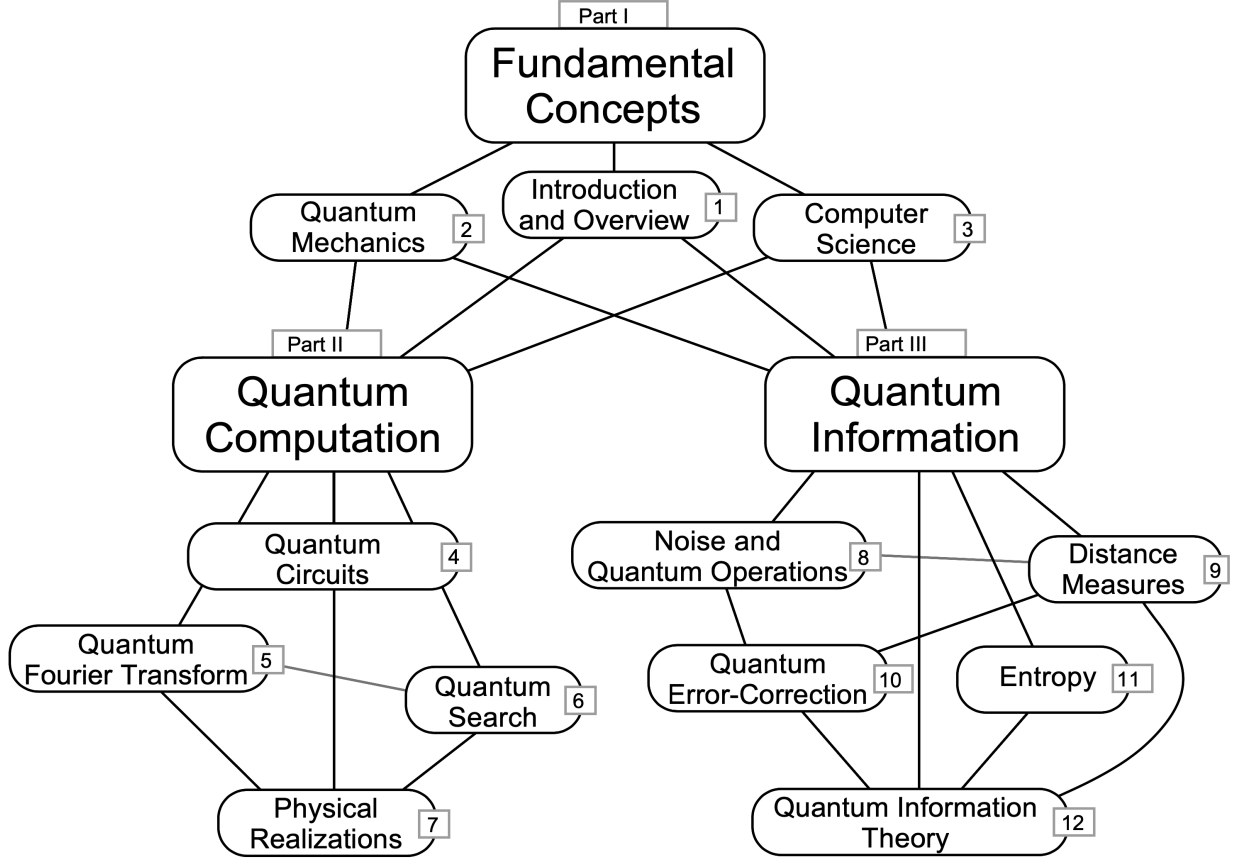 Part I
Fundamental
Concepts
Introduction
and Overview
1
Quantum
Mechanics
2
Computer
Science
3
Part II
Quantum
Computation
Part III
Quantum
Information
Quantum
Circuits
4
Noise and
Quantum Operations
8
Distance
Measures
9
Quantum
Fourier Transform
5
Quantum
Search
6
Quantum
Error-Correction
10
Entropy
11
Physical
Realizations
7
Quantum Information
Theory
12